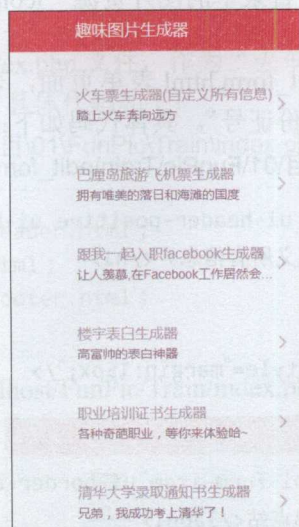 趣味图片生成器
火车票生成器(自定义所有信息)
踏上火车奔向远方
巴厘岛旅游飞机票生成器
拥有唯美的落日和海滩的国度
跟我一起入职facebook生成器
让人羡慕,在Facebook工作居然会...
楼宇表白生成器
高富帅的表白神器
职业培训证书生成器
各种奇葩职业，等你来体验哈~
清华大学录取通知书生成器
兄弟，我成功考上清华了！